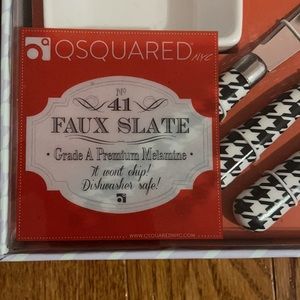 QSQUARED NYC
No
41
FAUX SLATE
• Grade A Premium Melamine •
It wont chip!
Dishwasher safe!
WWW.QSQUAREDNYC.COM